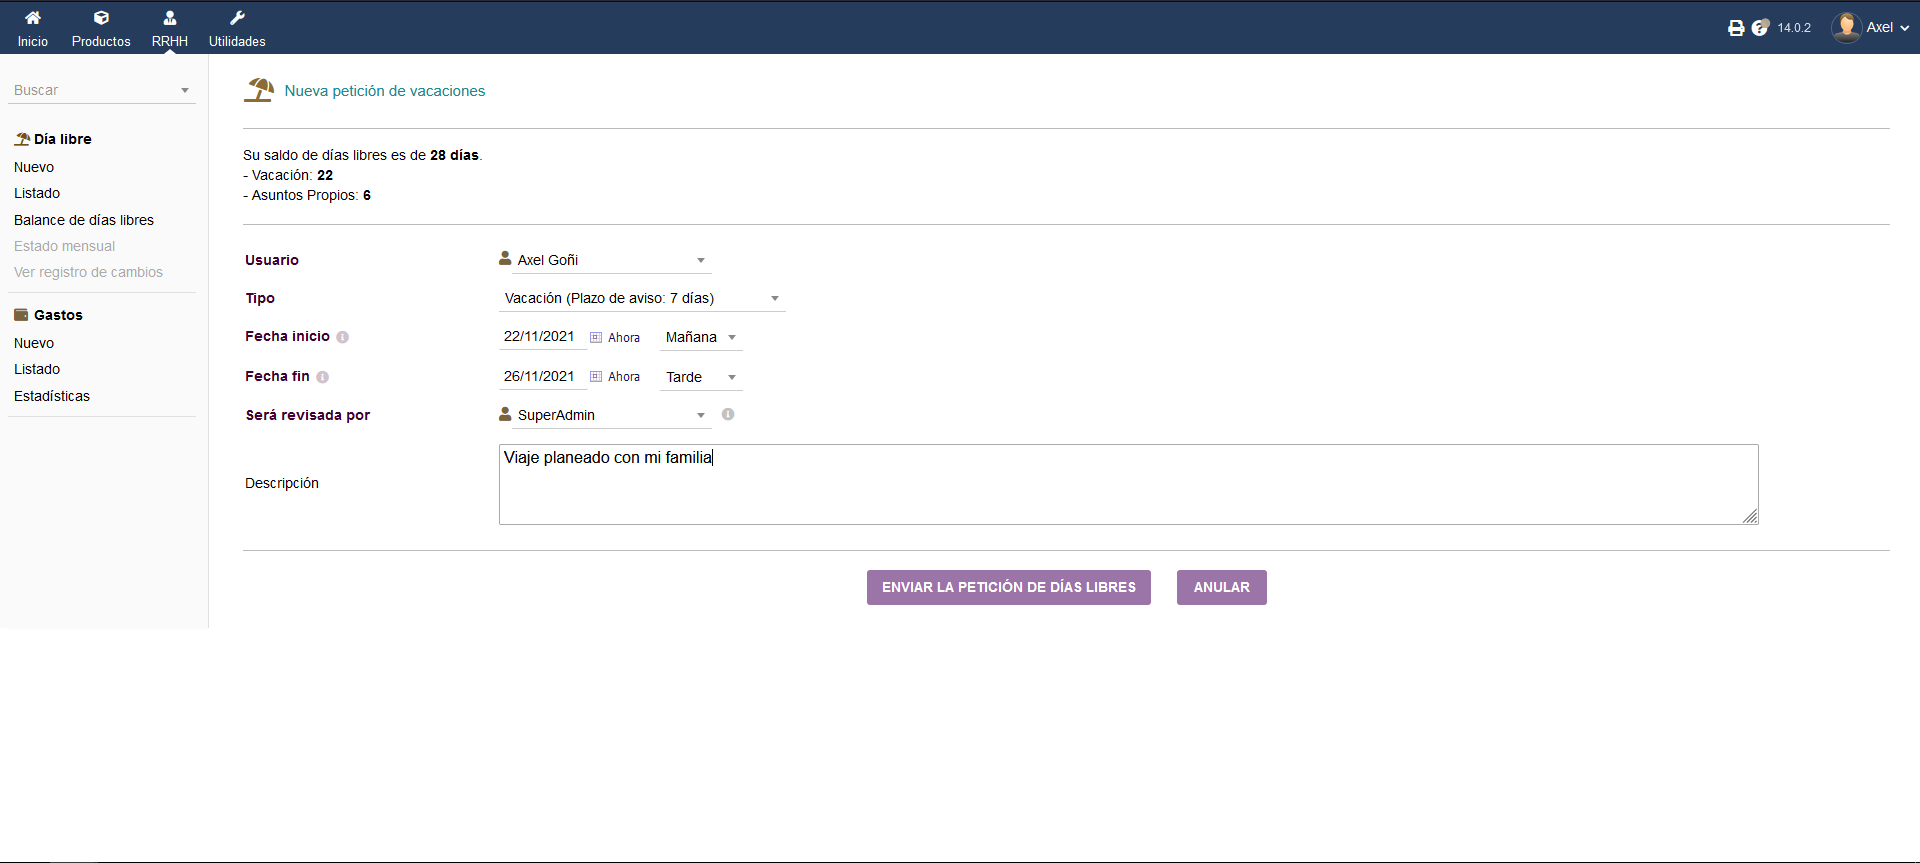 Inicio Productos RRHH Utilidades 14.0.2 Axel
Buscar
Día libre
Nuevo
Listado
Balance de días libres
Estado mensual
Ver registro de cambios
Gastos
Nuevo
Listado
Estadísticas
Nueva petición de vacaciones
Su saldo de días libres es de 28 días.
- Vacación: 22
- Asuntos Propios: 6
Usuario Axel Goñi
Tipo Vacación (Plazo de aviso: 7 días)
Fecha inicio 22/11/2021 Ahora Mañana
Fecha fin 26/11/2021 Ahora Tarde
Será revisada por SuperAdmin
Descripción Viaje planeado con mi familia
ENVIAR LA PETICIÓN DE DÍAS LIBRES ANULAR